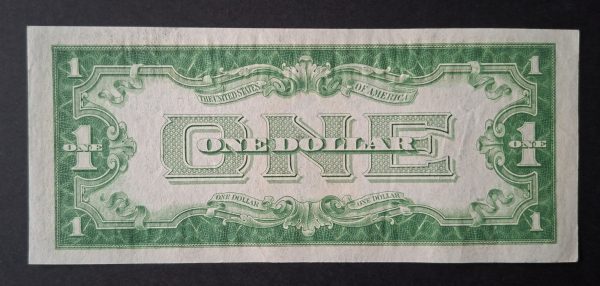 1 1
THE UNITED STATES OF AMERICA
ONE
ONE DOLLAR
1 ONE 1 ONE
ONE DOLLAR ONE DOLLAR
1 1